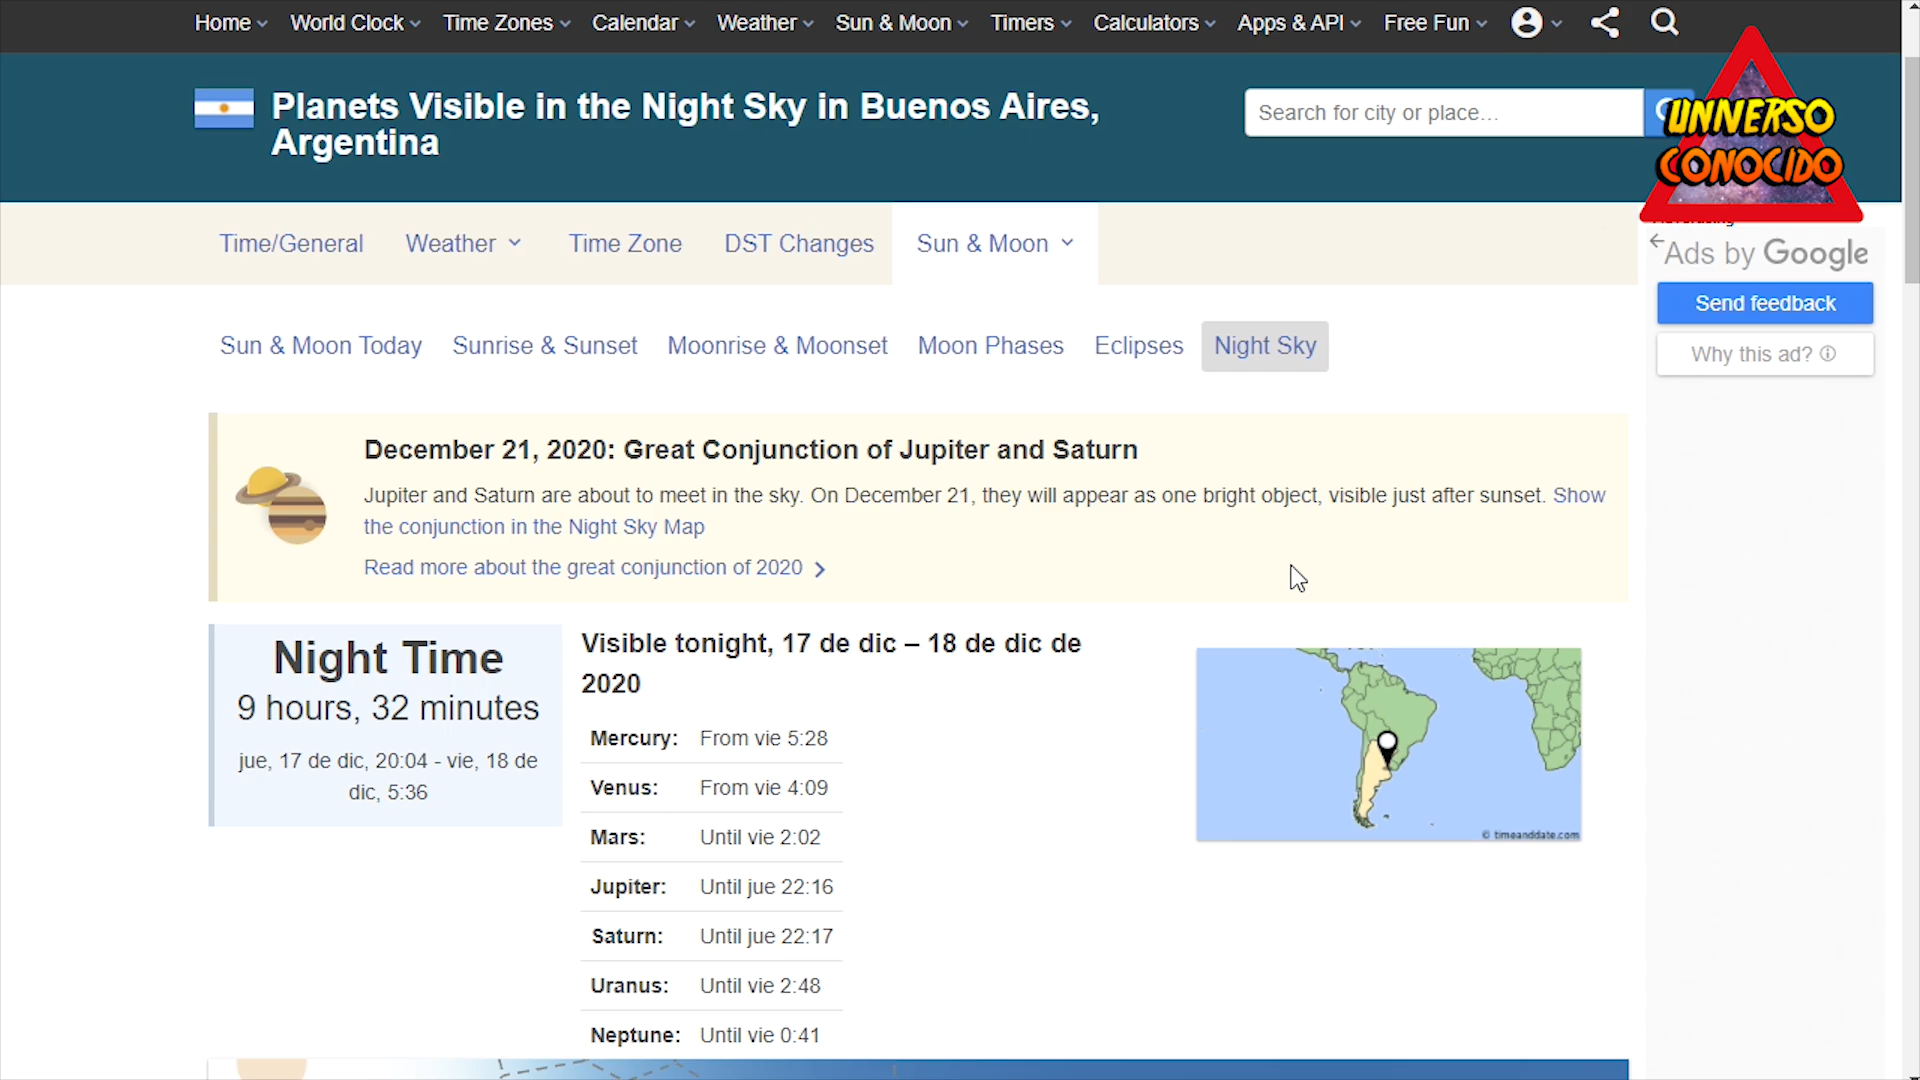 Home World Clock Time Zones Calendar Weather Sun & Moon Timers Calculators Apps & API Free Fun
Planets Visible in the Night Sky in Buenos Aires,
Argentina
Search for city or place...
UNIVERSO
CONOCIDO
Time/General Weather Time Zone DST Changes Sun & Moon
Ads by Google
Send feedback
Why this ad?
Sun & Moon Today Sunrise & Sunset Moonrise & Moonset Moon Phases Eclipses Night Sky
December 21, 2020: Great Conjunction of Jupiter and Saturn
Jupiter and Saturn are about to meet in the sky. On December 21, they will appear as one bright object, visible just after sunset. Show
the conjunction in the Night Sky Map
Read more about the great conjunction of 2020
Night Time
9 hours, 32 minutes
jue, 17 de dic, 20:04 - vie, 18 de
dic, 5:36
Visible tonight, 17 de dic – 18 de dic de
2020
Mercury: From vie 5:28
Venus: From vie 4:09
Mars: Until vie 2:02
Jupiter: Until jue 22:16
Saturn: Until jue 22:17
Uranus: Until vie 2:48
Neptune: Until vie 0:41
© timeanddate.com